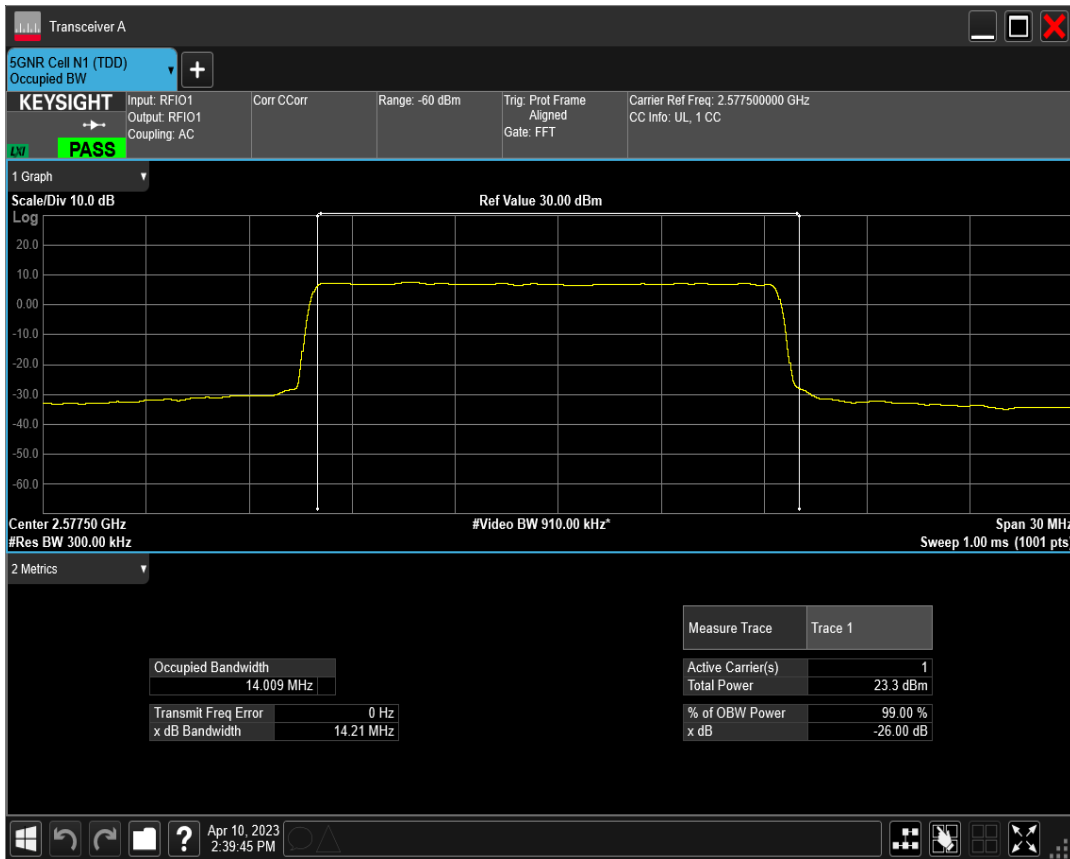 Transceiver A
5GNR Cell N1 (TDD)
Occupied BW
+
KEYSIGHT
LXI
PASS
Input: RFIO1
Output: RFIO1
Coupling: AC
Corr CCorr
Range: -60 dBm
Trig: Prot Frame
Aligned
Gate: FFT
Carrier Ref Freq: 2.577500000 GHz
CC Info: UL, 1 CC
1 Graph
Scale/Div 10.0 dB
Ref Value 30.00 dBm
Log
20.0
10.0
0.00
-10.0
-20.0
-30.0
-40.0
-50.0
-60.0
Center 2.57750 GHz
#Video BW 910.00 kHz*
Span 30 MHz
#Res BW 300.00 kHz
Sweep 1.00 ms (1001 pts)
2 Metrics
Measure Trace Trace 1
Occupied Bandwidth
14.009 MHz
Active Carrier(s) 1
Total Power 23.3 dBm
Transmit Freq Error 0 Hz
x dB Bandwidth 14.21 MHz
% of OBW Power 99.00 %
x dB -26.00 dB
?
Apr 10, 2023
2:39:45 PM